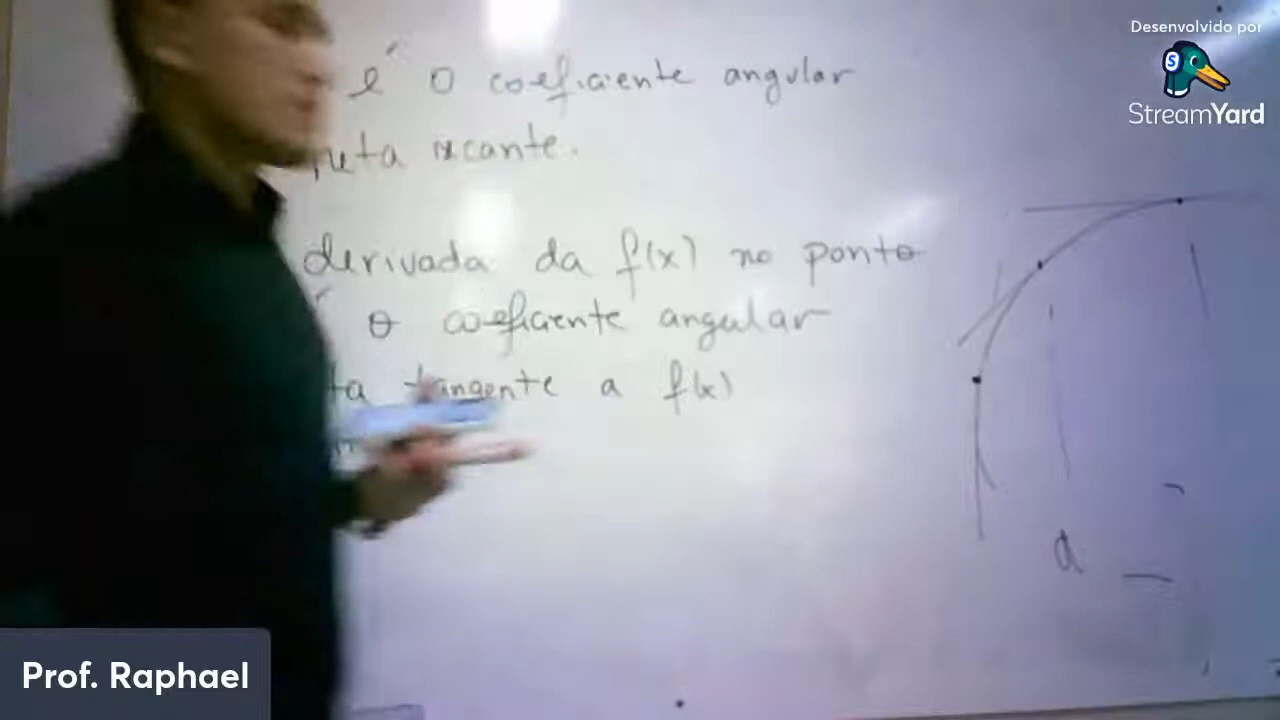 é o coeficiente angular
reta secante.
derivada da f(x) no ponto
é o coeficiente angular
ta tangente a f(x)
a
Desenvolvido por
StreamYard
Prof. Raphael